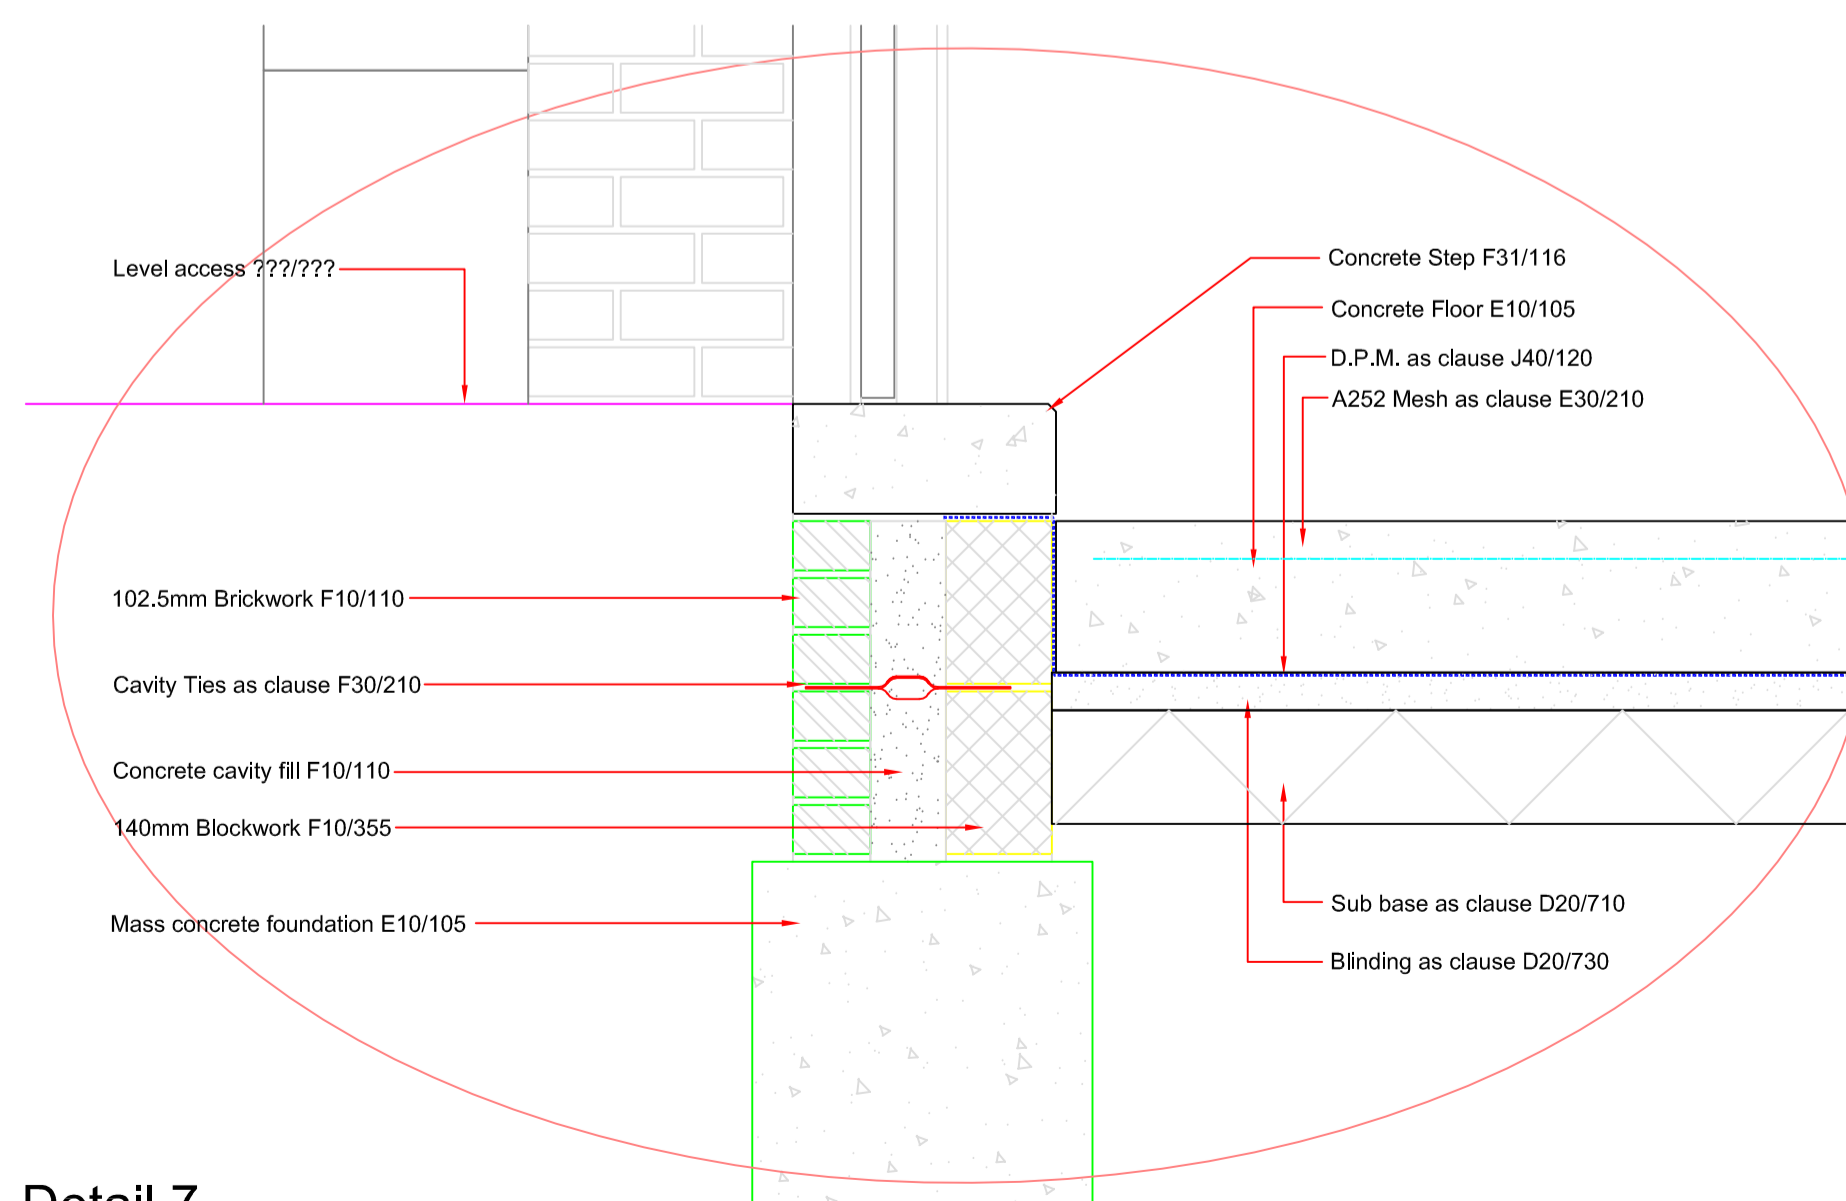 Level access ???/???
Concrete Step F31/116
Concrete Floor E10/105
D.P.M. as clause J40/120
A252 Mesh as clause E30/210
102.5mm Brickwork F10/110
Cavity Ties as clause F30/210
Concrete cavity fill F10/110
140mm Blockwork F10/355
Mass concrete foundation E10/105
Sub base as clause D20/710
Blinding as clause D20/730
Detail 7